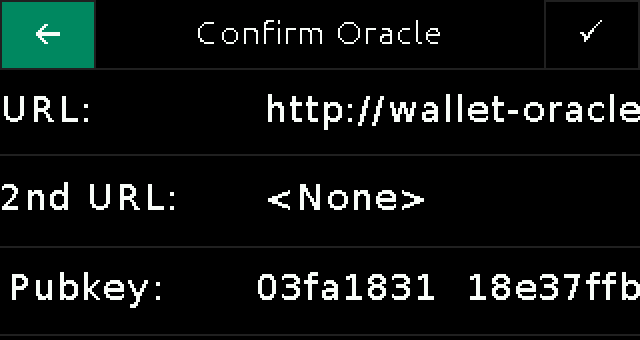 Confirm Oracle
URL: http://wallet-oracle
2nd URL: <None>
Pubkey: 03fa1831 18e37ffb